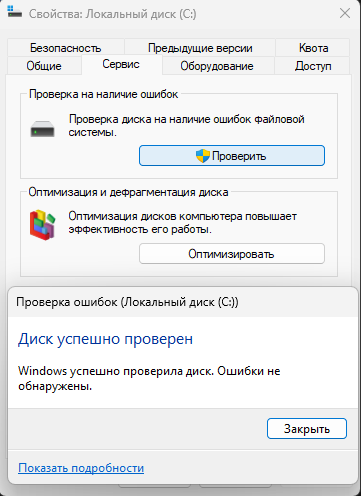 Свойства: Локальный диск (C:)
Безопасность Предыдущие версии Квота
Общие Сервис Оборудование Доступ
Проверка на наличие ошибок
Проверка диска на наличие ошибок файловой
системы.
Проверить
Оптимизация и дефрагментация диска
Оптимизация дисков компьютера повышает
эффективность его работы.
Оптимизировать
Проверка ошибок (Локальный диск (C:))
Диск успешно проверен
Windows успешно проверила диск. Ошибки не
обнаружены.
Закрыть
Показать подробности